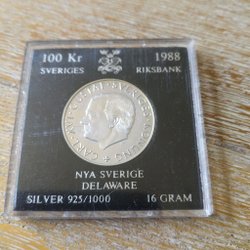 100 Kr 1988
SVERIGES RIKSBANK
CARL XVI GUSTAF SVERIGES KONUNG
NYA SVERIGE
DELAWARE
SILVER 925/1000 16 GRAM